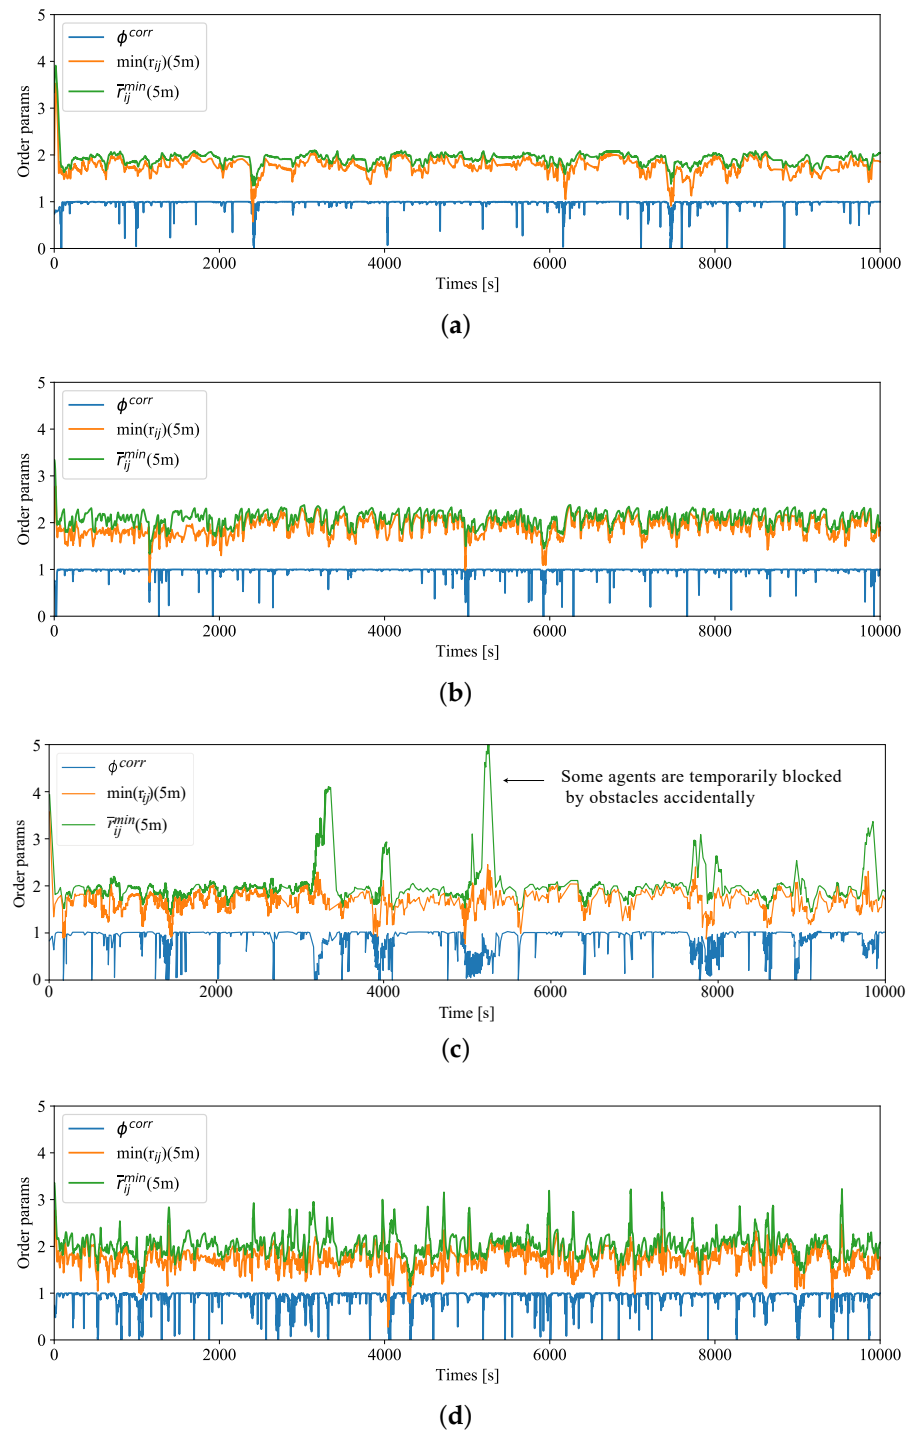 5
4
3
2
1
0
Order params
ϕ^corr
min(r_ij)(5m)
r̅_ij^min(5m)
0 2000 4000 6000 8000 10000
Times [s]
(a)
5
4
3
2
1
0
Order params
ϕ^corr
min(r_ij)(5m)
r̅_ij^min(5m)
0 2000 4000 6000 8000 10000
Times [s]
(b)
5
4
3
2
1
0
Order params
ϕ^corr
min(r_ij)(5m)
r̅_ij^min(5m)
Some agents are temporarily blocked
by obstacles accidentally
0 2000 4000 6000 8000 10000
Time [s]
(c)
5
4
3
2
1
0
Order params
ϕ^corr
min(r_ij)(5m)
r̅_ij^min(5m)
0 2000 4000 6000 8000 10000
Times [s]
(d)